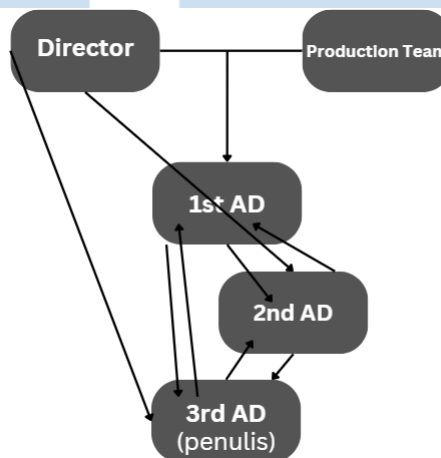 Director
Production Team
1st AD
2nd AD
3rd AD
(penulis)